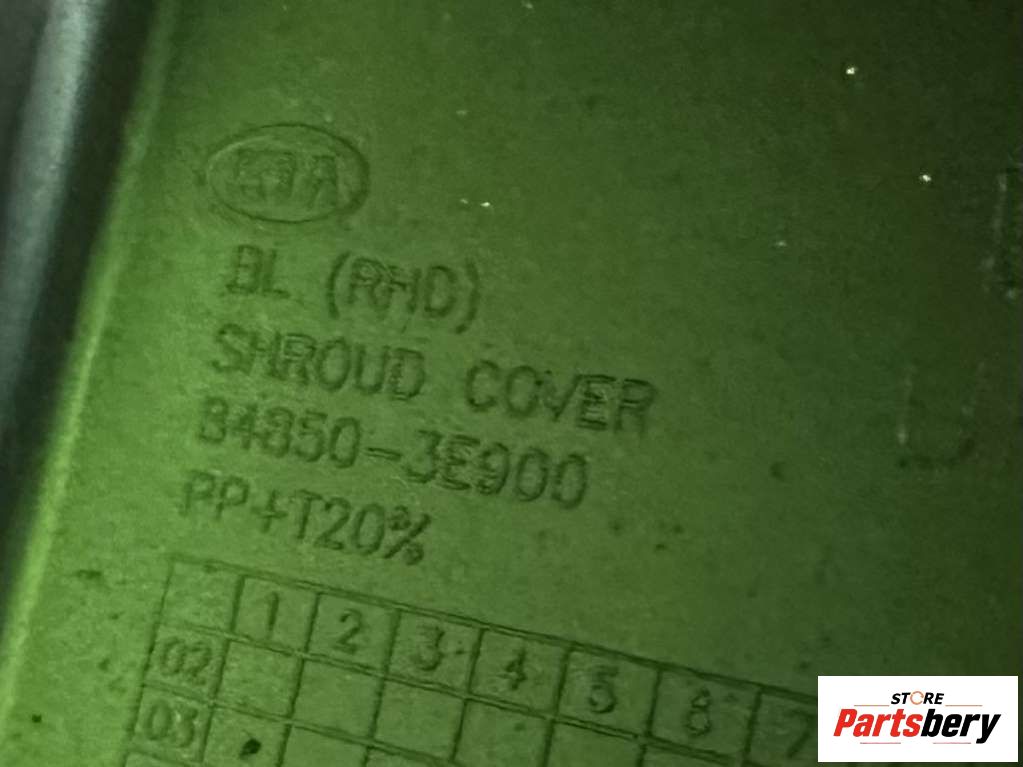 KIA
BL (RHD)
SHROUD COVER
84850-3E900
PP+T20%
1 2 3 4 5 6 7
02
03
STORE
Partsbery